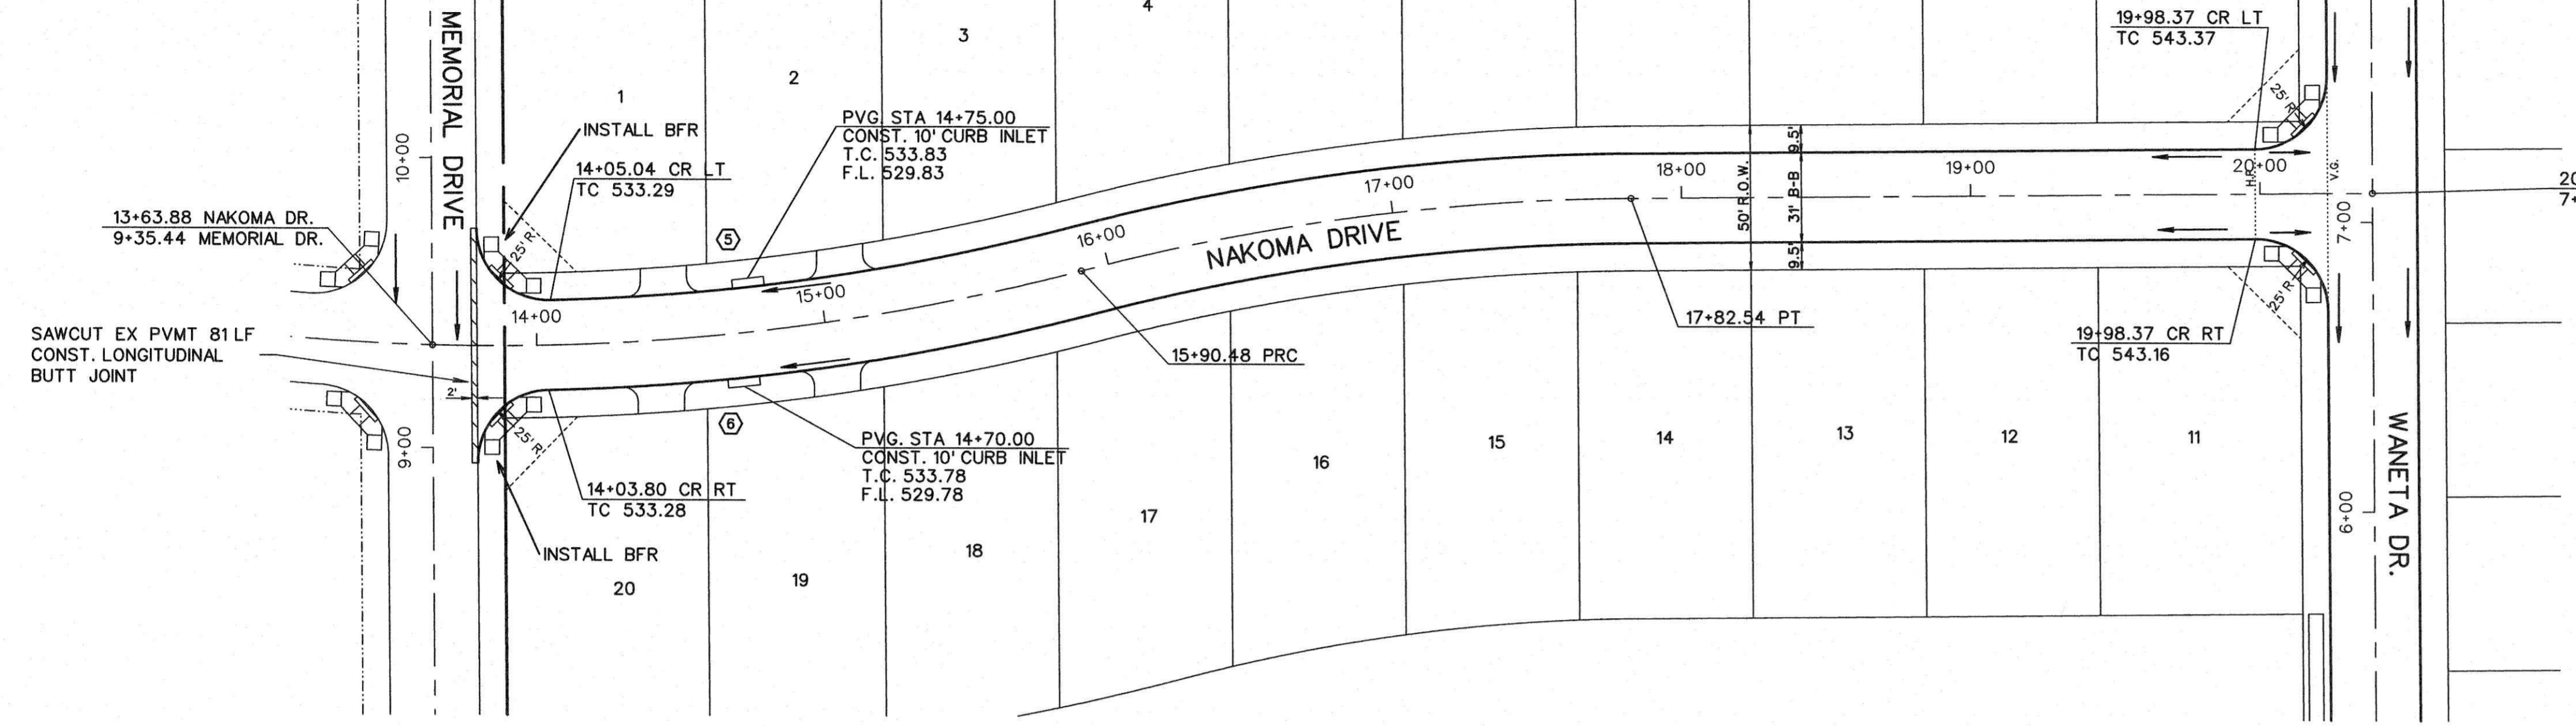 4
3
2
1
MEMORIAL DRIVE
10+00
INSTALL BFR
14+05.04 CR LT
TC 533.29
PVG. STA 14+75.00
CONST. 10' CURB INLET
T.C. 533.83
F.L. 529.83
19+98.37 CR LT
TC 543.37
25' R
9.5'
50' R.O.W.
31' B-B
9.5'
18+00
19+00
20+00
H.P.
V.G.
17+00
16+00
NAKOMA DRIVE
13+63.88 NAKOMA DR.
9+35.44 MEMORIAL DR.
25' R
5
15+00
14+00
7+00
20
7+
SAWCUT EX PVMT 81 LF
CONST. LONGITUDINAL
BUTT JOINT
2'
15+90.48 PRC
17+82.54 PT
19+98.37 CR RT
TC 543.16
25' R
9+00
25' R
6
PVG. STA 14+70.00
CONST. 10' CURB INLET
T.C. 533.78
F.L. 529.78
14+03.80 CR RT
TC 533.28
INSTALL BFR
20
19
18
17
16
15
14
13
12
11
6+00
WANETA DR.